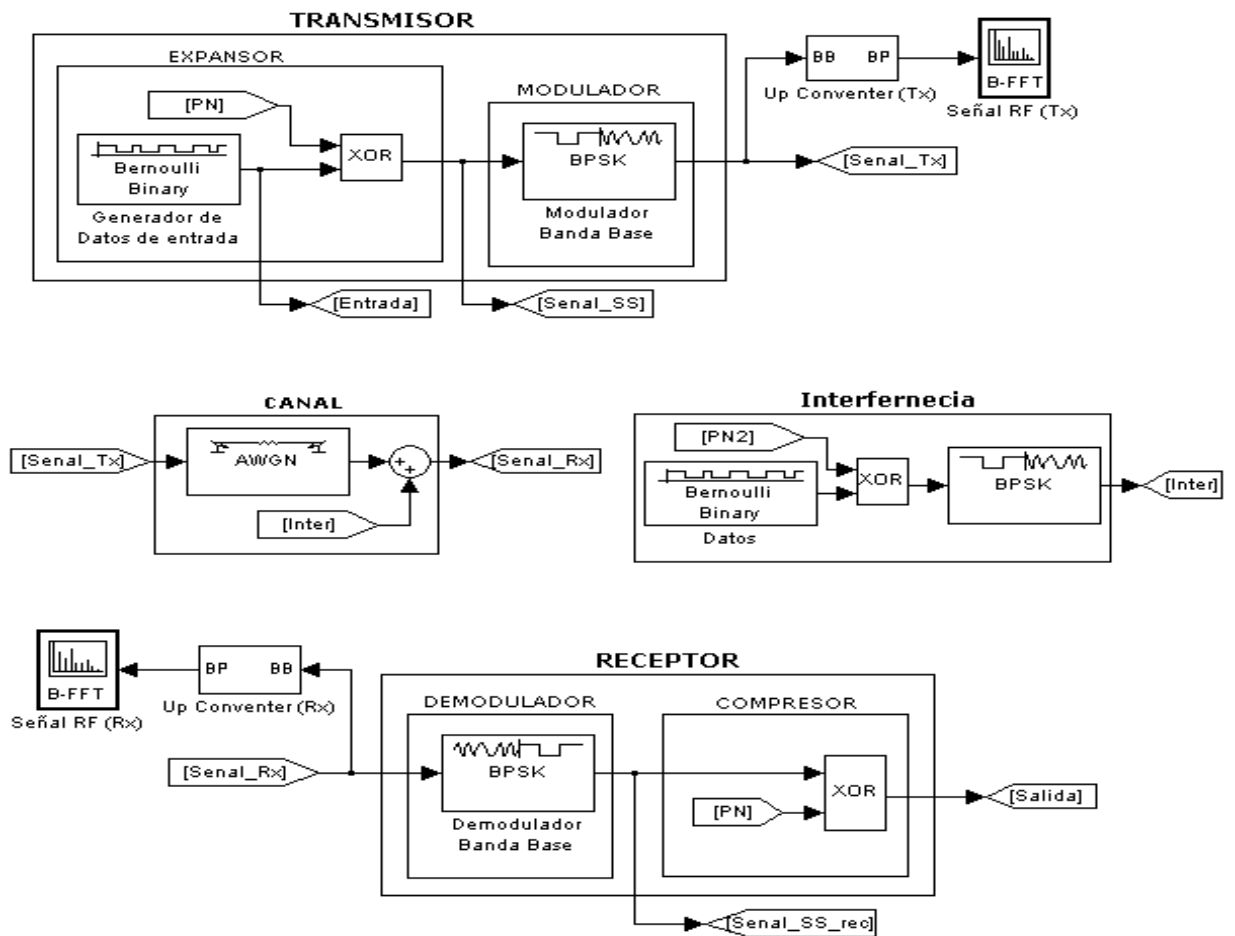 TRANSMISOR
EXPANSOR
[PN]
Bernoulli
Binary
Generador de
Datos de entrada
XOR
MODULADOR
BPSK
Modulador
Banda Base
BB BP
Up Conventer (Tx)
B-FFT
Señal RF (Tx)
[Senal_Tx]
[Entrada]
[Senal_SS]
CANAL
[Senal_Tx]
AWGN
[Inter]
[Senal_Rx]
Interfernecia
[PN2]
Bernoulli
Binary
Datos
XOR
BPSK
[Inter]
B-FFT
Señal RF (Rx)
BP BB
Up Conventer (Rx)
[Senal_Rx]
RECEPTOR
DEMODULADOR
BPSK
Demodulador
Banda Base
COMPRESOR
[PN]
XOR
[Salida]
[Senal_SS_rec]